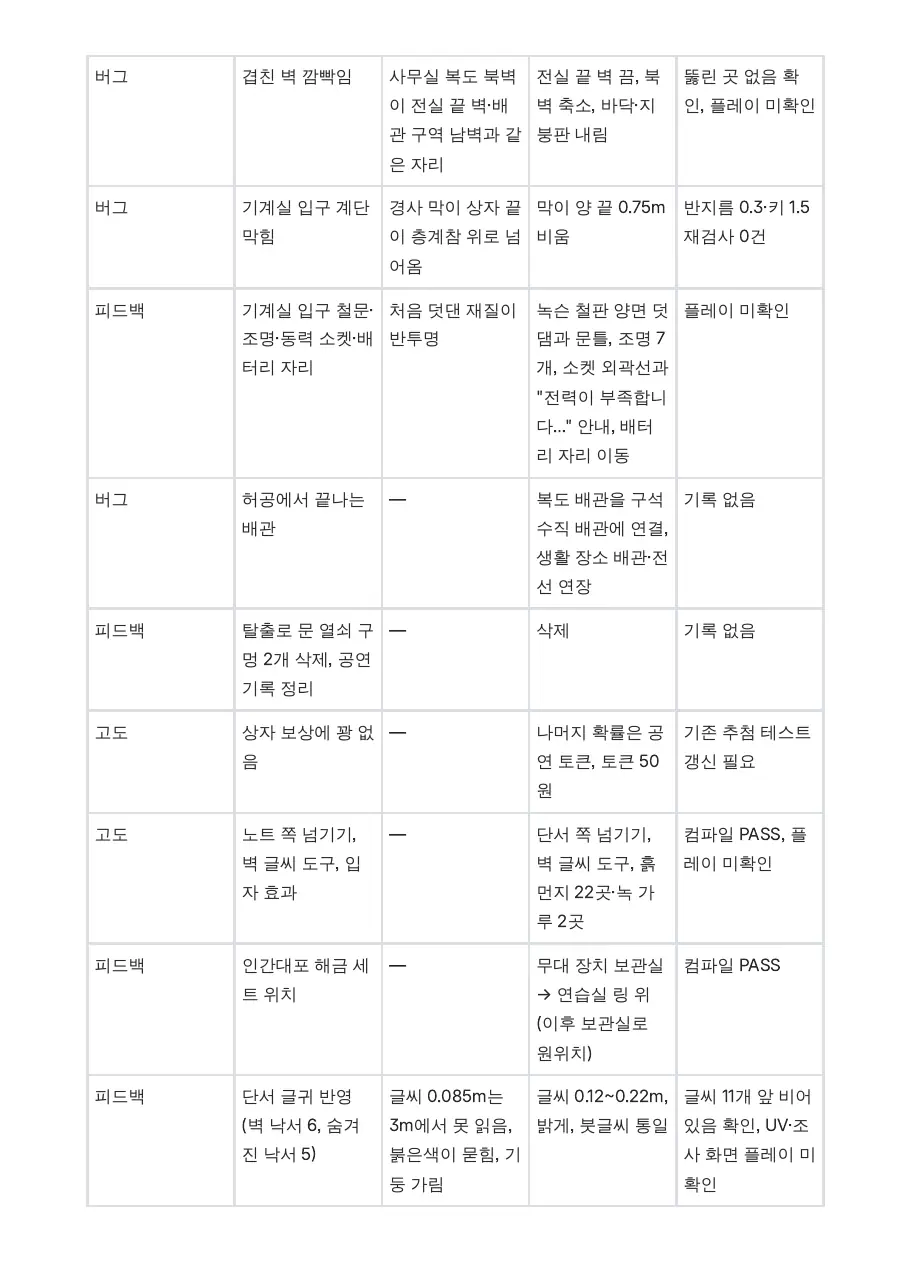 버그
겹친 벽 깜빡임
사무실 복도 북벽
이 전실 끝 벽·배
관 구역 남벽과 같
은 자리
전실 끝 벽 끔, 북
벽 축소, 바닥·지
붕판 내림
뚫린 곳 없음 확
인, 플레이 미확인
버그
기계실 입구 계단
막힘
경사 막이 상자 끝
이 층계참 위로 넘
어옴
막이 양 끝 0.75m
비움
반지름 0.3·키 1.5
재검사 0건
피드백
기계실 입구 철문·
조명·동력 소켓·배
터리 자리
처음 덧댄 재질이
반투명
녹슨 철판 양면 덧
댐과 문틀, 조명 7
개, 소켓 외곽선과
"전력이 부족합니
다…" 안내, 배터
리 자리 이동
플레이 미확인
버그
허공에서 끝나는
배관
—
복도 배관을 구석
수직 배관에 연결,
생활 장소 배관·전
선 연장
기록 없음
피드백
탈출로 문 열쇠 구
멍 2개 삭제, 공연
기록 정리
—
삭제
기록 없음
고도
상자 보상에 꽝 없
음
—
나머지 확률은 공
연 토큰, 토큰 50
원
기존 추첨 테스트
갱신 필요
고도
노트 쪽 넘기기,
벽 글씨 도구, 입
자 효과
—
단서 쪽 넘기기,
벽 글씨 도구, 흙
먼지 22곳·녹 가
루 2곳
컴파일 PASS, 플
레이 미확인
피드백
인간대포 해금 세
트 위치
—
무대 장치 보관실
→ 연습실 링 위
(이후 보관실로
원위치)
컴파일 PASS
피드백
단서 글귀 반영
(벽 낙서 6, 숨겨
진 낙서 5)
글씨 0.085m는
3m에서 못 읽음,
붉은색이 묻힘, 기
둥 가림
글씨 0.12~0.22m,
밝게, 붓글씨 통일
글씨 11개 앞 비어
있음 확인, UV·조
사 화면 플레이 미
확인